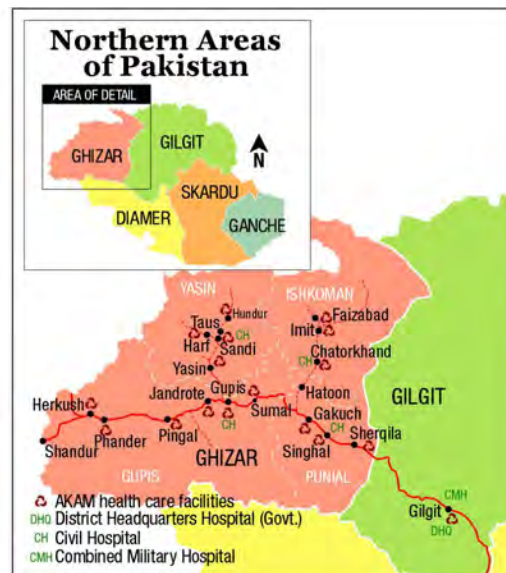 Northern Areas
of Pakistan
AREA OF DETAIL
GILGIT
GHIZAR
N
SKARDU
DIAMER
GANCHE
YASIN
ISHKOMAN
Hundur
Faizabad
Taus
CH
Imit
Harf
Sandi
Chatorkhand
CH
Yasin
Jandrote
Gupis
Hatoon
GILGIT
Herkush
Sumal
Gakuch
CH
Sherqila
Phander
Pingal
CH
Shandur
GHIZAR
Singhal
GUPIS
PUNIAL
AKAM health care facilities
DHQ District Headquarters Hospital (Govt.)
CH Civil Hospital
CMH Combined Military Hospital
CMH
Gilgit
DHQ